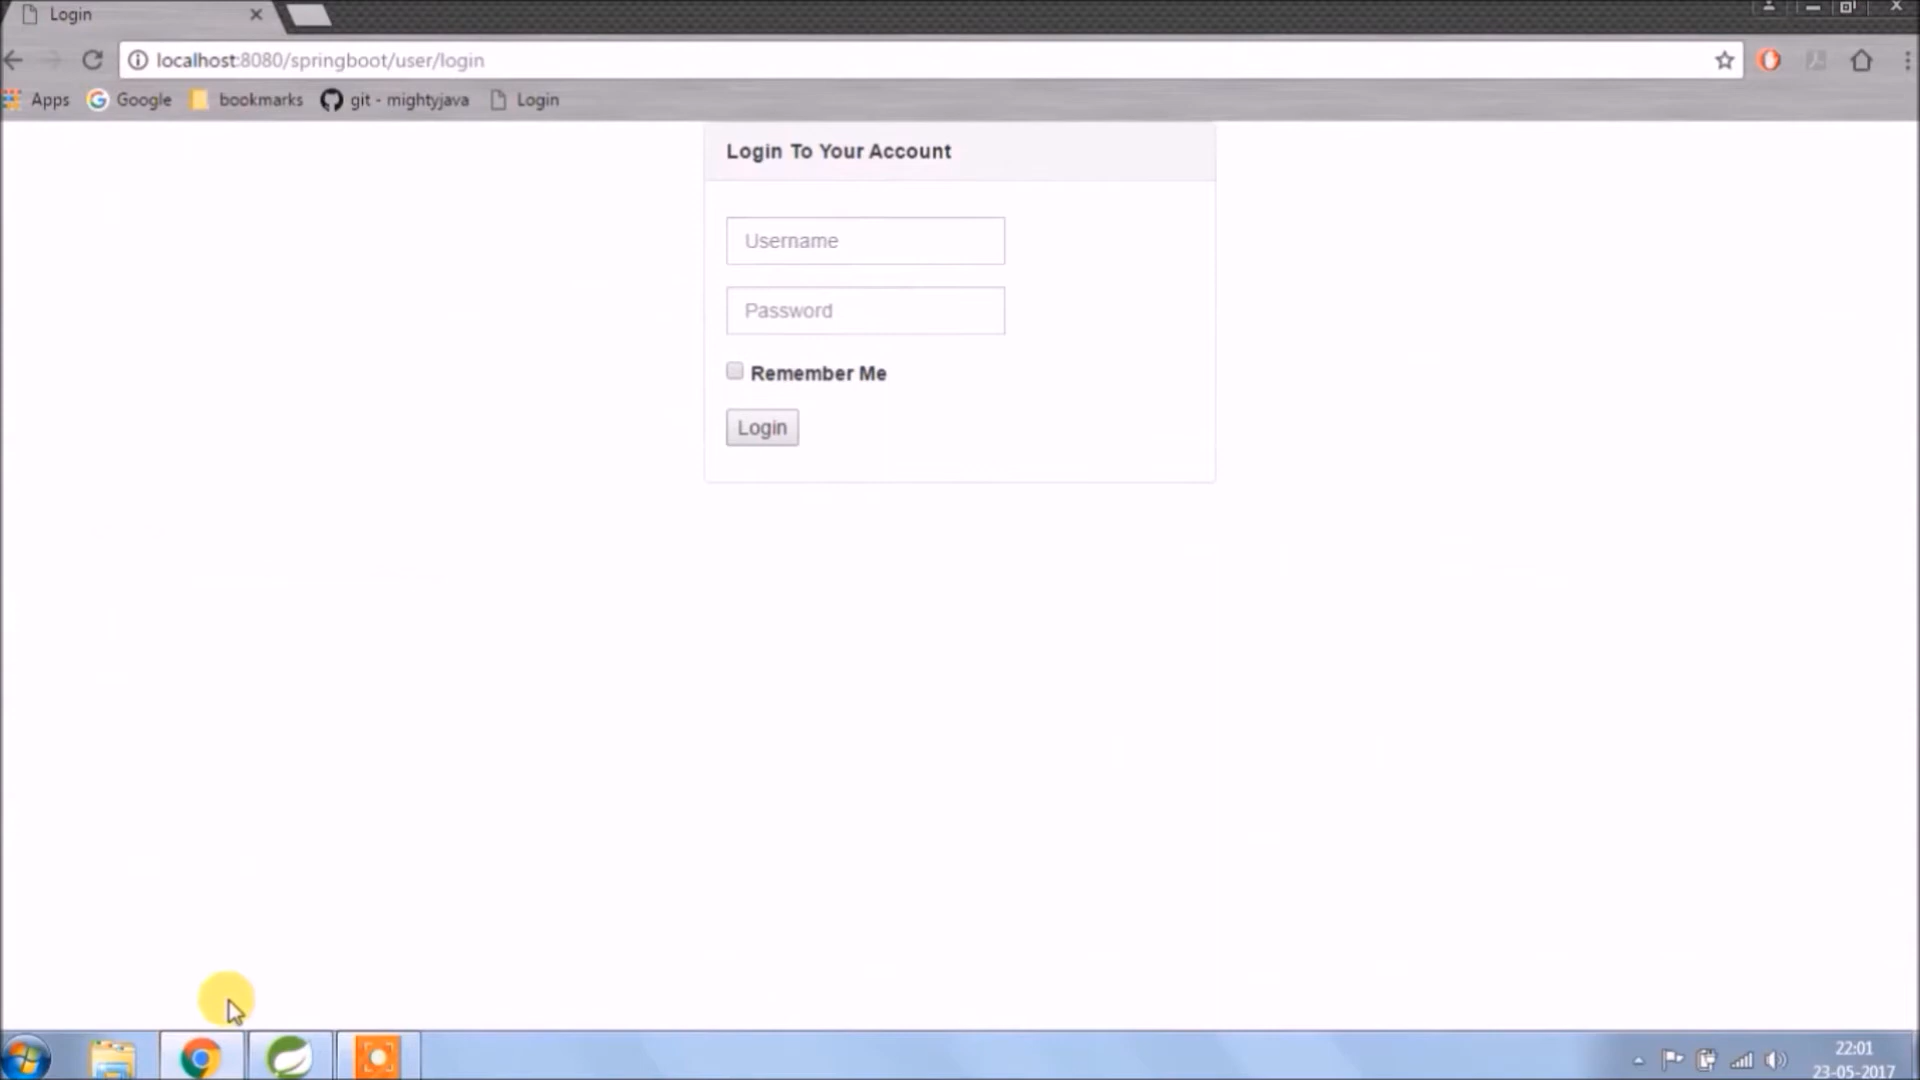 Login
localhost:8080/springboot/user/login
Apps Google bookmarks git - mightyjava Login
Login To Your Account
Username
Password
Remember Me
Login
22:01
23-05-2017